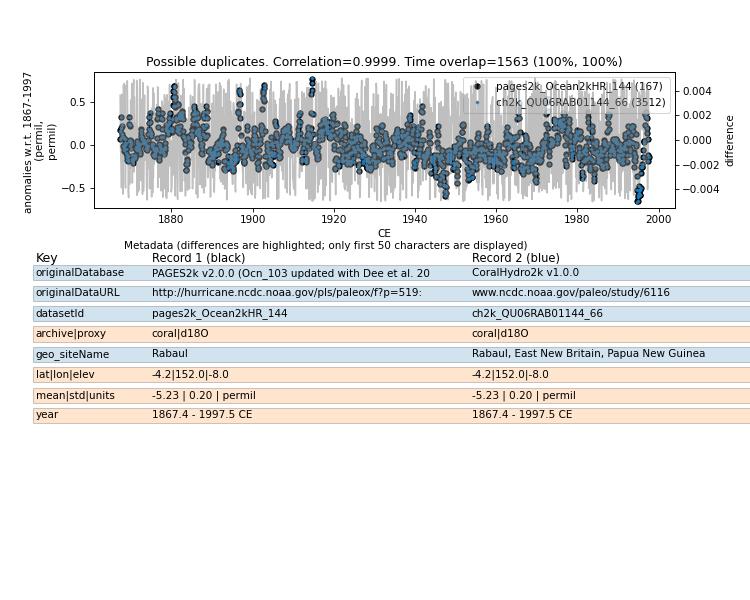 Possible duplicates. Correlation=0.9999. Time overlap=1563 (100%, 100%)
anomalies w.r.t. 1867-1997
(permil,
permil)
0.5
0.0
−0.5
pages2k_Ocean2kHR_144 (167)
ch2k_QU06RAB01144_66 (3512)
0.004
0.002
0.000
−0.002
−0.004
difference
1880 1900 1920 1940 1960 1980 2000
CE
Metadata (differences are highlighted; only first 50 characters are displayed)
Key Record 1 (black) Record 2 (blue)
originalDatabase PAGES2k v2.0.0 (Ocn_103 updated with Dee et al. 20 CoralHydro2k v1.0.0
originalDataURL http://hurricane.ncdc.noaa.gov/pls/paleox/f?p=519: www.ncdc.noaa.gov/paleo/study/6116
datasetId pages2k_Ocean2kHR_144 ch2k_QU06RAB01144_66
archive|proxy coral|d18O coral|d18O
geo_siteName Rabaul Rabaul, East New Britain, Papua New Guinea
lat|lon|elev -4.2|152.0|-8.0 -4.2|152.0|-8.0
mean|std|units -5.23 | 0.20 | permil -5.23 | 0.20 | permil
year 1867.4 - 1997.5 CE 1867.4 - 1997.5 CE